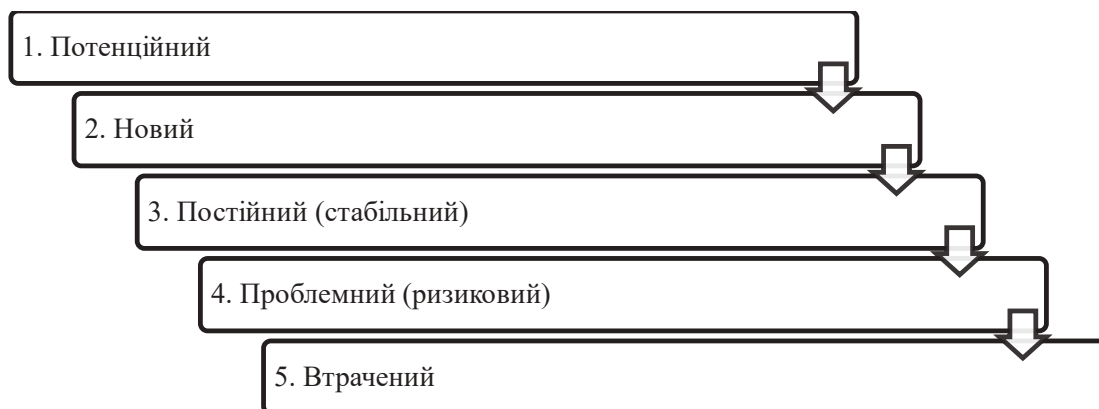 1. Потенційний
2. Новий
3. Постійний (стабільний)
4. Проблемний (ризиковий)
5. Втрачений